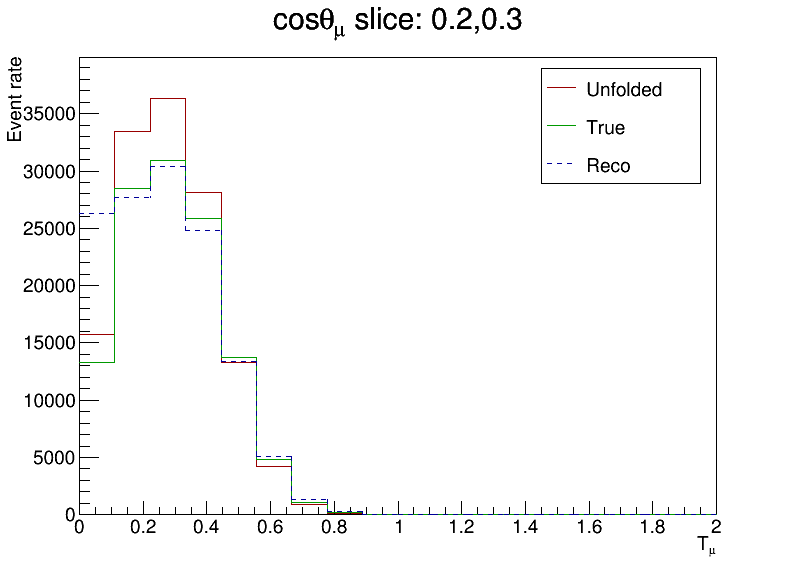 cosθμ slice: 0.2,0.3
Event rate
Unfolded
True
Reco
35000
30000
25000
20000
15000
10000
5000
0
0 0.2 0.4 0.6 0.8 1 1.2 1.4 1.6 1.8 2
Tμ